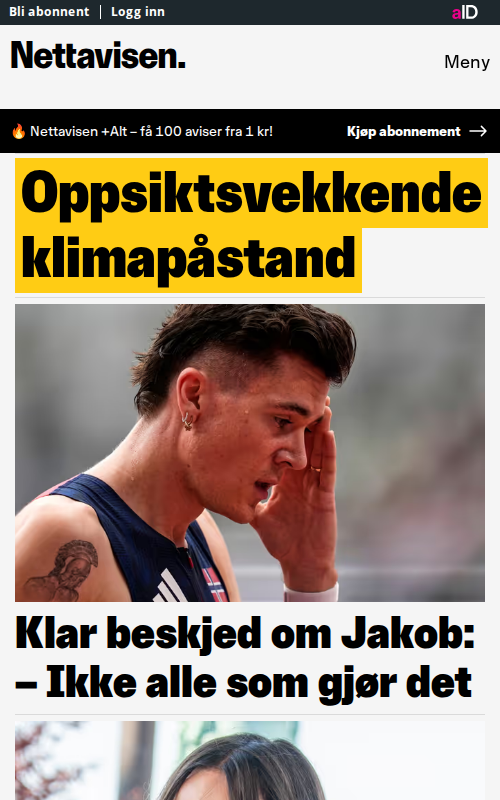 Bli abonnent
Logg inn
aID
Nettavisen.
Meny
🔥 Nettavisen +Alt – få 100 aviser fra 1 kr!
Kjøp abonnement →
Oppsiktsvekkende
klimapåstand
Klar beskjed om Jakob:
– Ikke alle som gjør det